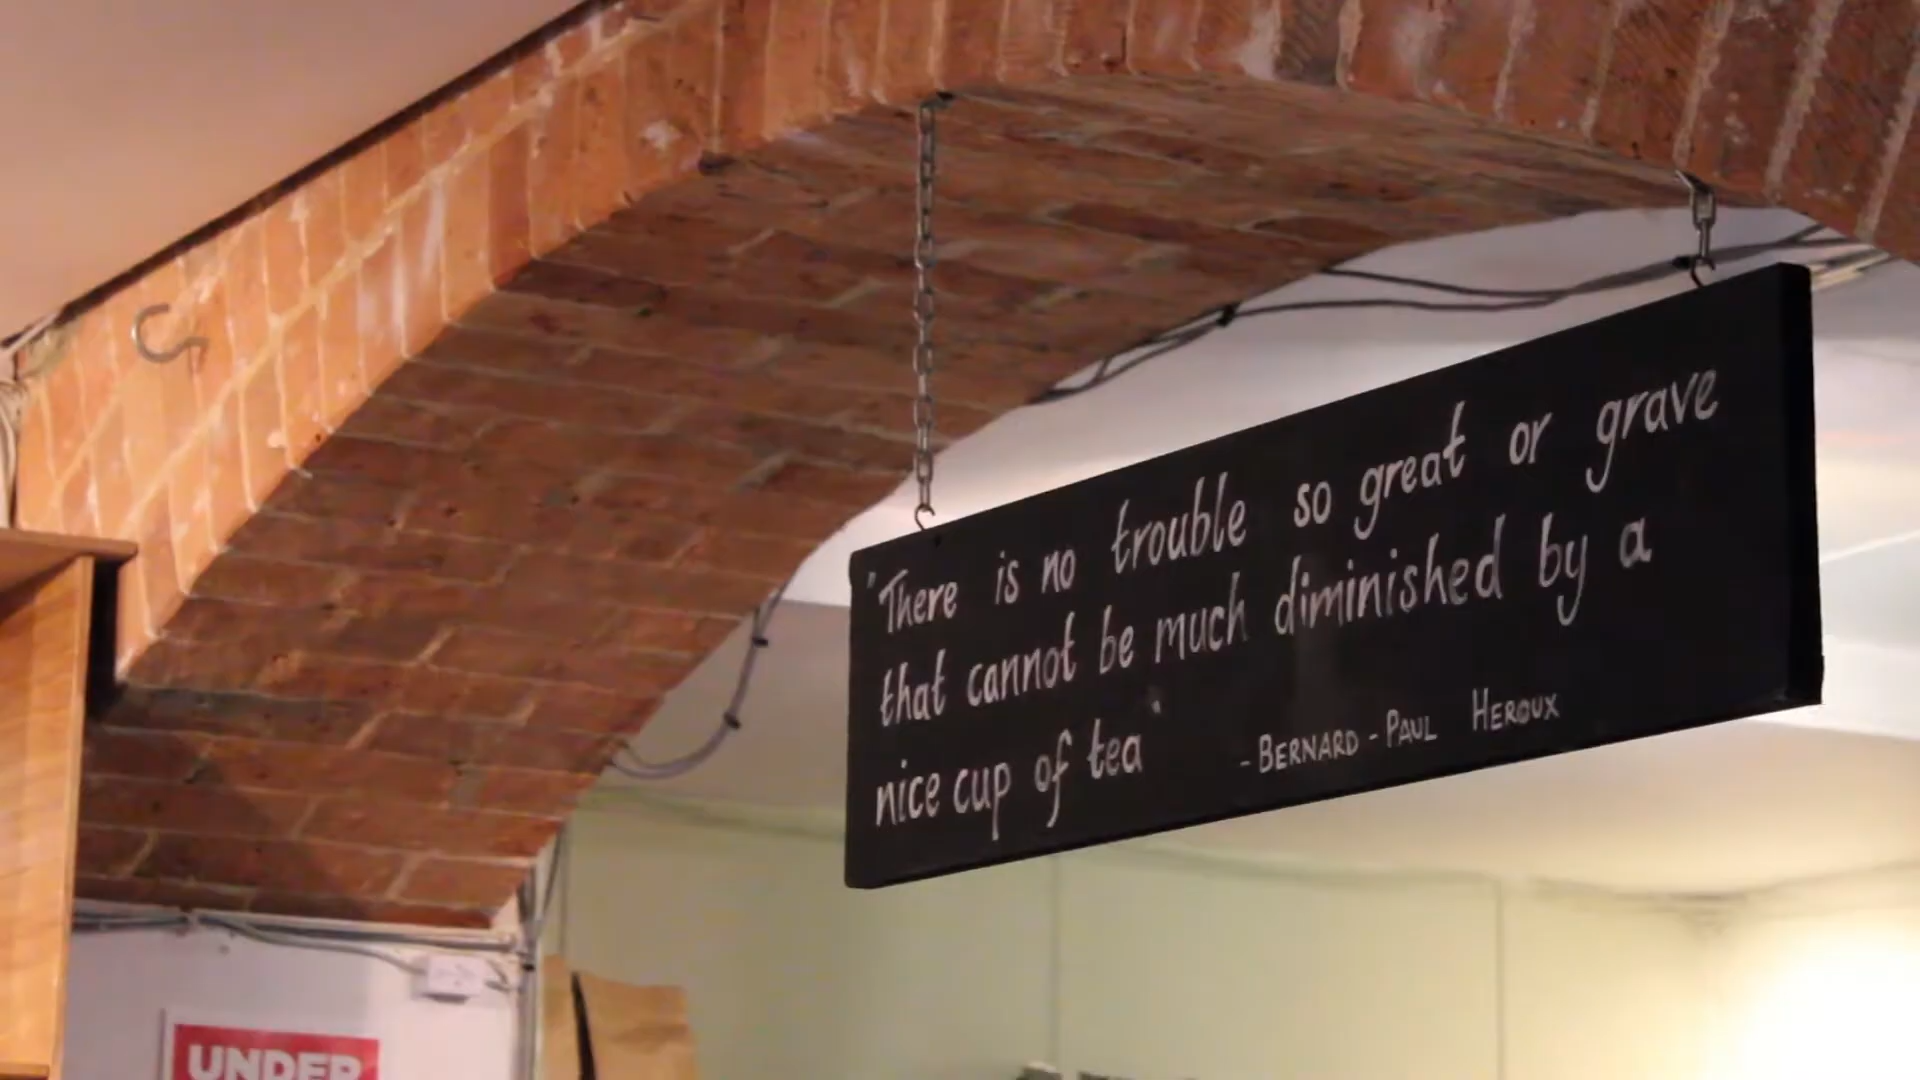 "There is no trouble so great or grave
that cannot be much diminished by a
nice cup of tea"
- BERNARD - PAUL HEROUX
UNDER